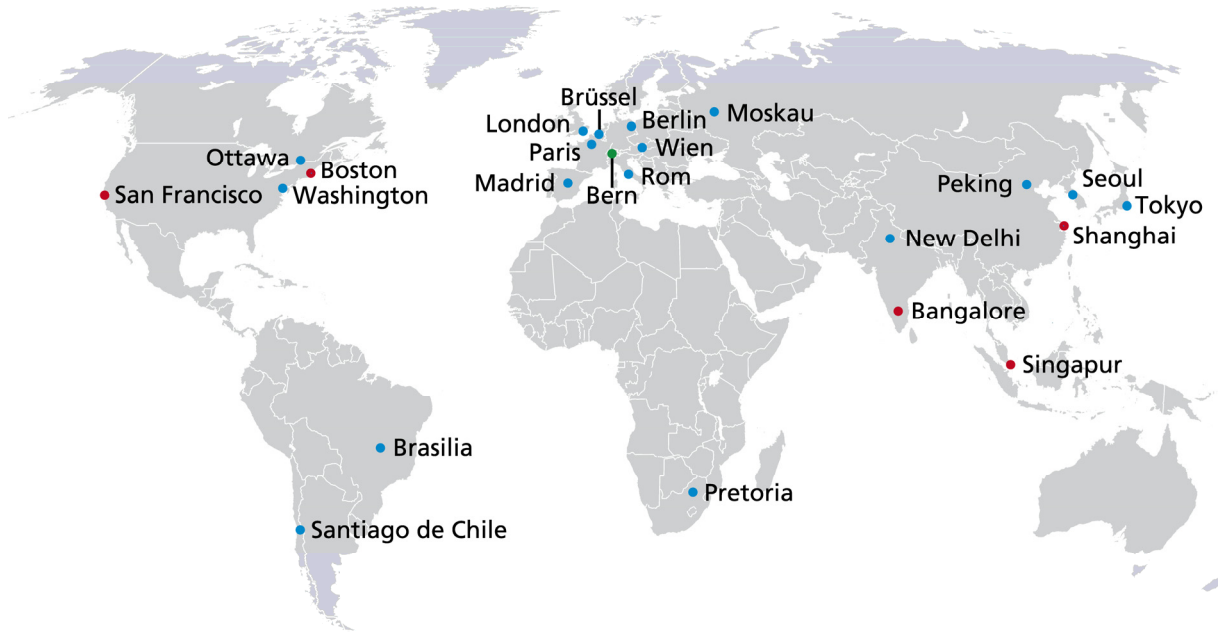 Brüssel
London
Berlin
Moskau
Paris
Wien
Ottawa
Boston
Madrid
Rom
Bern
San Francisco
Washington
Peking
Seoul
Tokyo
New Delhi
Shanghai
Bangalore
Singapur
Brasilia
Pretoria
Santiago de Chile